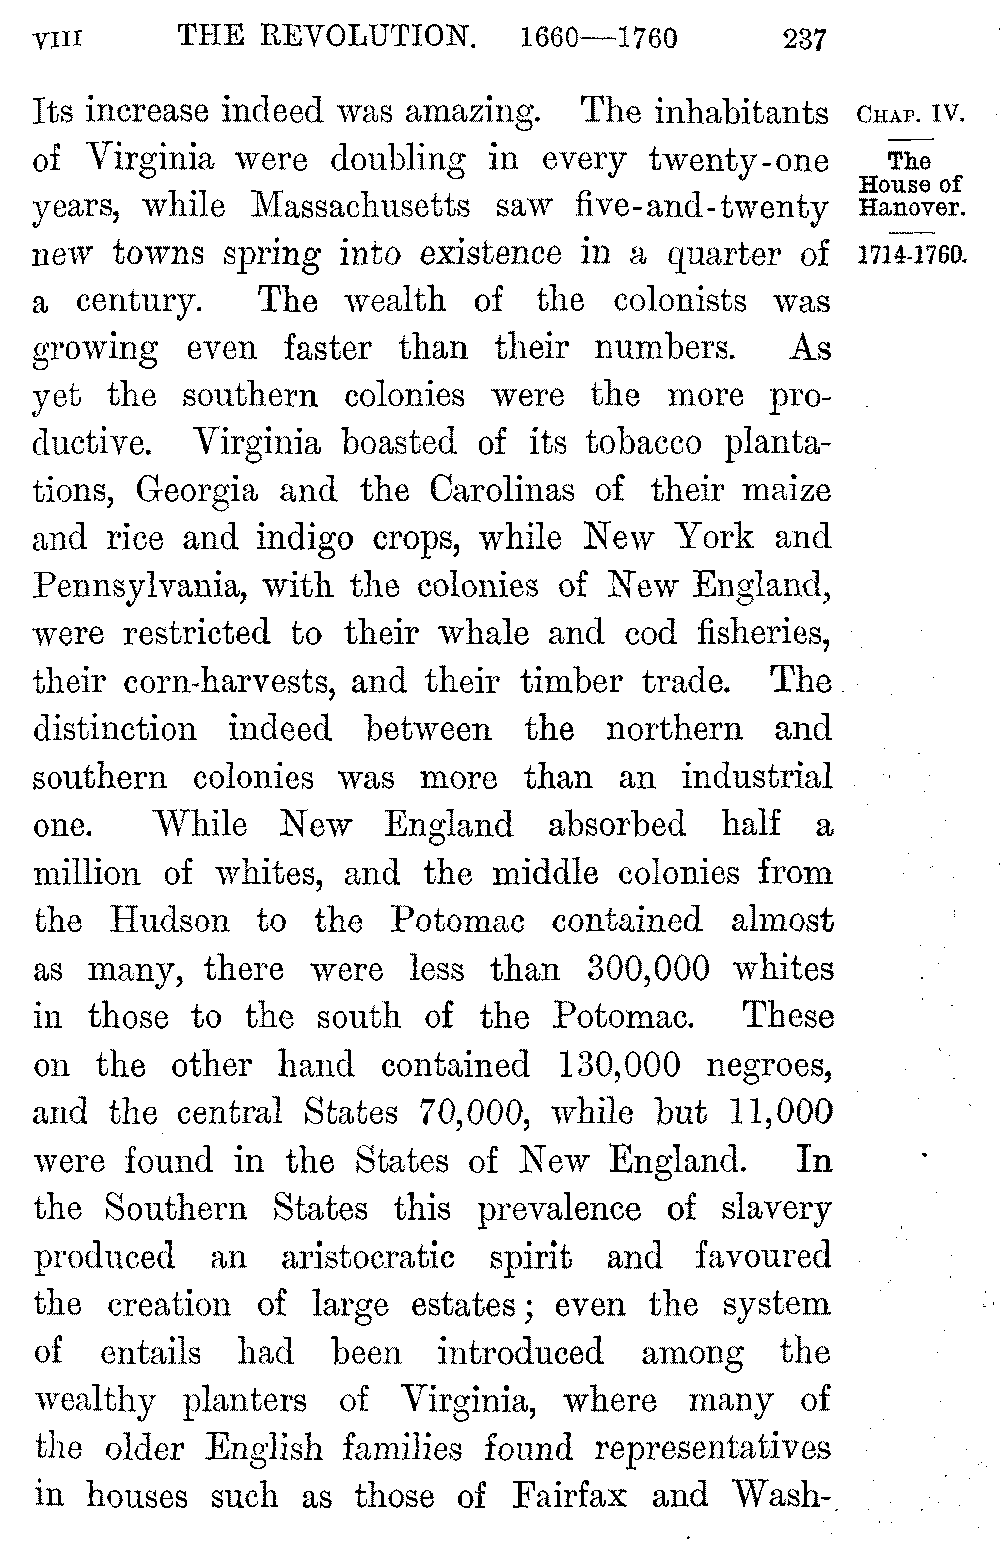 VIII THE REVOLUTION. 1660—1760 237
Its increase indeed was amazing. The inhabitants
of Virginia were doubling in every twenty-one
years, while Massachusetts saw five-and-twenty
new towns spring into existence in a quarter of
a century. The wealth of the colonists was
growing even faster than their numbers. As
yet the southern colonies were the more pro-
ductive. Virginia boasted of its tobacco planta-
tions, Georgia and the Carolinas of their maize
and rice and indigo crops, while New York and
Pennsylvania, with the colonies of New England,
were restricted to their whale and cod fisheries,
their corn-harvests, and their timber trade. The
distinction indeed between the northern and
southern colonies was more than an industrial
one. While New England absorbed half a
million of whites, and the middle colonies from
the Hudson to the Potomac contained almost
as many, there were less than 300,000 whites
in those to the south of the Potomac. These
on the other hand contained 130,000 negroes,
and the central States 70,000, while but 11,000
were found in the States of New England. In
the Southern States this prevalence of slavery
produced an aristocratic spirit and favoured
the creation of large estates; even the system
of entails had been introduced among the
wealthy planters of Virginia, where many of
the older English families found representatives
in houses such as those of Fairfax and Wash-
CHAP. IV.
The
House of
Hanover.
1714-1760.